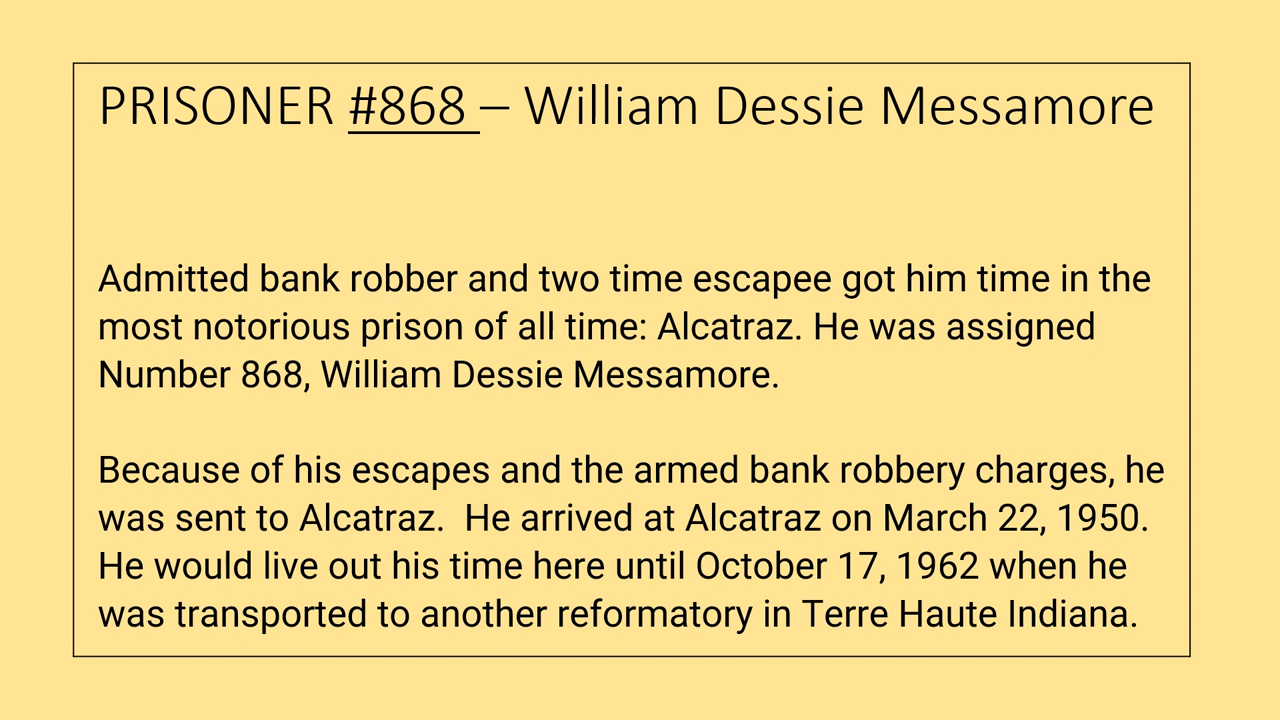 PRISONER #868 – William Dessie Messamore
Admitted bank robber and two time escapee got him time in the
most notorious prison of all time: Alcatraz. He was assigned
Number 868, William Dessie Messamore.
Because of his escapes and the armed bank robbery charges, he
was sent to Alcatraz.  He arrived at Alcatraz on March 22, 1950.
He would live out his time here until October 17, 1962 when he
was transported to another reformatory in Terre Haute Indiana.